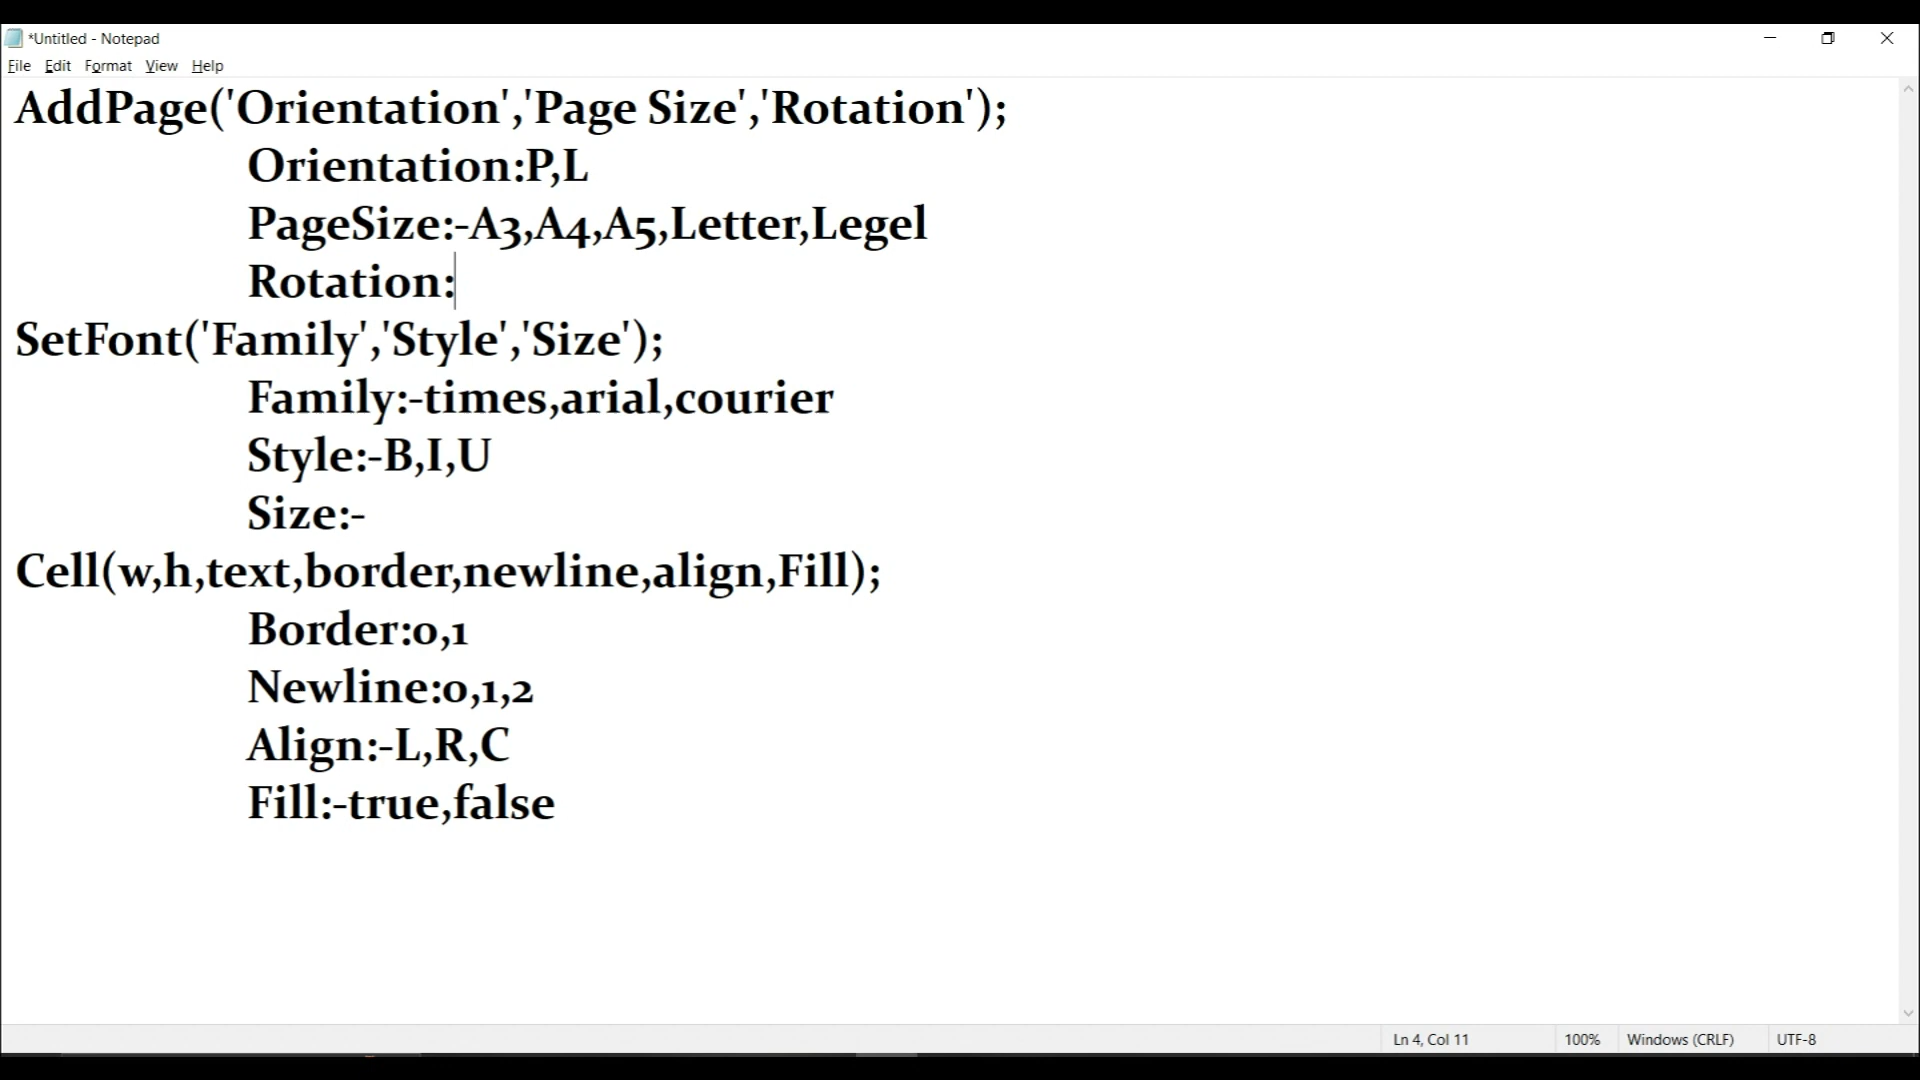 *Untitled - Notepad
File Edit Format View Help
AddPage('Orientation','Page Size','Rotation');
Orientation:P,L
PageSize:-A3,A4,A5,Letter,Legel
Rotation:
SetFont('Family','Style','Size');
Family:-times,arial,courier
Style:-B,I,U
Size:-
Cell(w,h,text,border,newline,align,Fill);
Border:0,1
Newline:0,1,2
Align:-L,R,C
Fill:-true,false
Ln 4, Col 11 100% Windows (CRLF) UTF-8